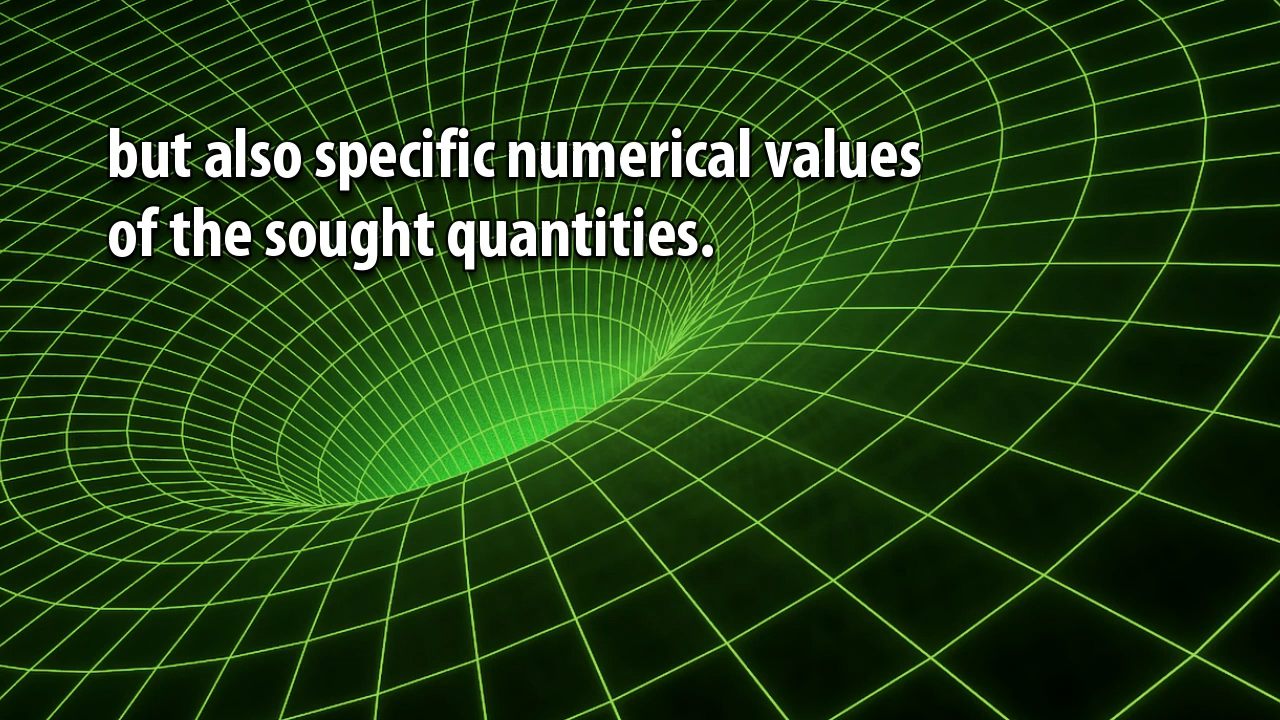 but also specific numerical values
of the sought quantities.